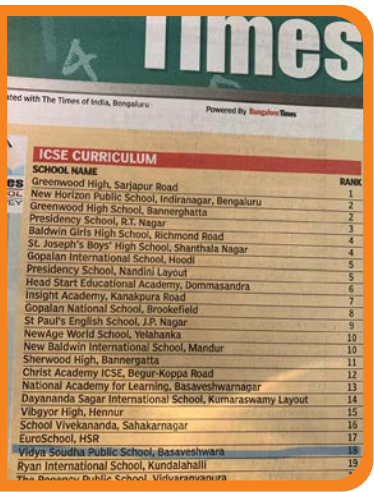 14
Times
ated with The Times of India, Bengaluru
Powered By Bangalore Times
ICSE CURRICULUM
SCHOOL NAME RANK
Greenwood High, Sarjapur Road 1
New Horizon Public School, Indiranagar, Bengaluru 2
Greenwood High School, Bannerghatta 2
Presidency School, R.T. Nagar 3
Baldwin Girls High School, Richmond Road 4
St. Joseph's Boys' High School, Shanthala Nagar 4
Gopalan International School, Hoodi 5
Presidency School, Nandini Layout 5
Head Start Educational Academy, Dommasandra 6
Insight Academy, Kanakpura Road 7
Gopalan National School, Brookefield 8
St Paul's English School, J.P. Nagar 9
NewAge World School, Yelahanka 10
New Baldwin International School, Mandur 10
Sherwood High, Bannergatta 11
Christ Academy ICSE, Begur-Koppa Road 12
National Academy for Learning, Basaveshwarnagar 13
Dayananda Sagar International School, Kumaraswamy Layout 14
Vibgyor High, Hennur 15
School Vivekananda, Sahakarnagar 16
EuroSchool, HSR 17
Vidya Soudha Public School, Basaveshwara 18
Ryan International School, Kundalahalli 19
The Regency Public School, Vidyaranyapura